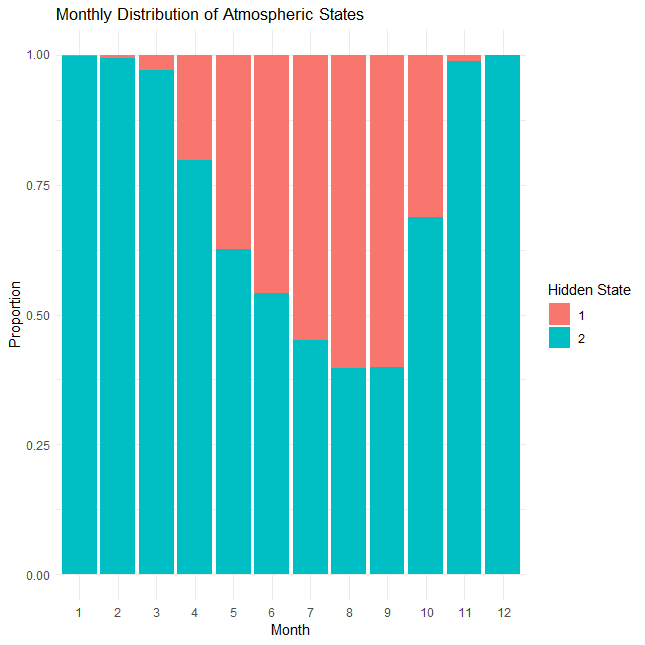 Monthly Distribution of Atmospheric States
1.00
0.75
0.50
0.25
0.00
Proportion
1 2 3 4 5 6 7 8 9 10 11 12
Month
Hidden State
1
2